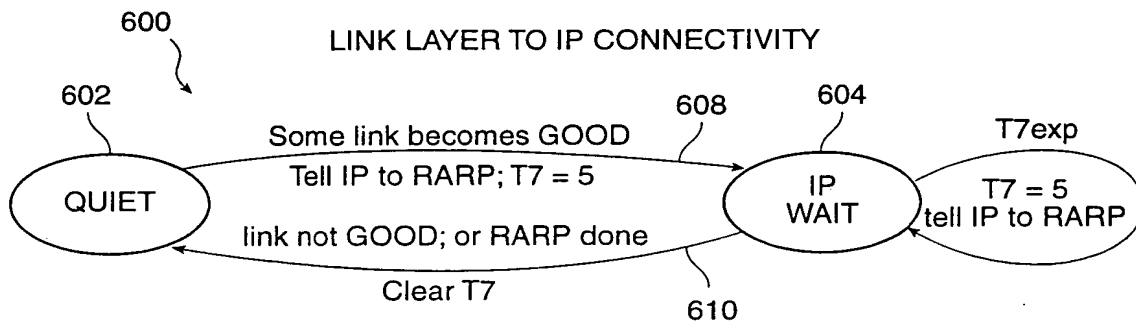 600
LINK LAYER TO IP CONNECTIVITY
602
608
604
Some link becomes GOOD
T7exp
Tell IP to RARP; T7 = 5
QUIET
IP
WAIT
T7 = 5
tell IP to RARP
link not GOOD; or RARP done
Clear T7
610